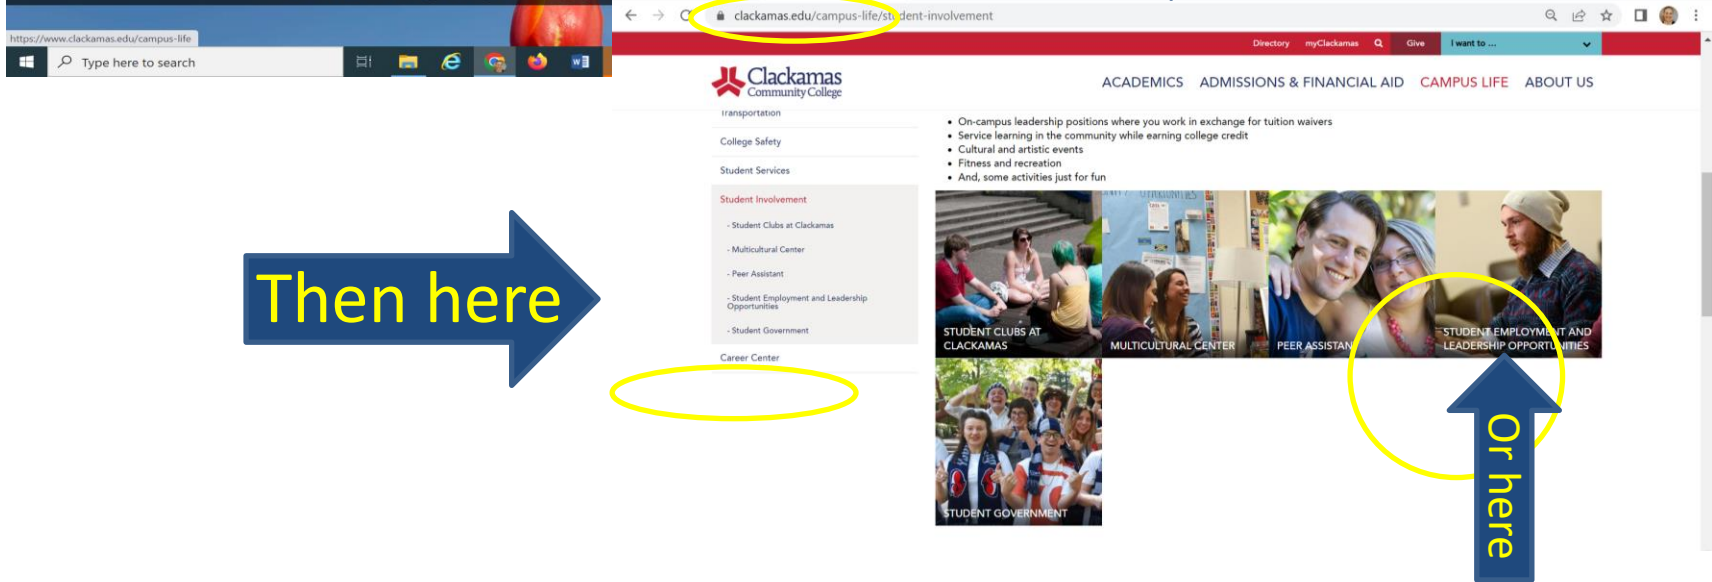 https://www.clackamas.edu/campus-life
Type here to search
clackamas.edu/campus-life/student-involvement
Directory myClackamas Give I want to ...
Clackamas
Community College
ACADEMICS ADMISSIONS & FINANCIAL AID CAMPUS LIFE ABOUT US
Transportation
College Safety
Student Services
Student Involvement
- Student Clubs at Clackamas
- Multicultural Center
- Peer Assistant
- Student Employment and Leadership
Opportunities
- Student Government
Career Center
• On-campus leadership positions where you work in exchange for tuition waivers
• Service learning in the community while earning college credit
• Cultural and artistic events
• Fitness and recreation
• And, some activities just for fun
STUDENT CLUBS AT
CLACKAMAS
MULTICULTURAL CENTER
PEER ASSISTANT
STUDENT EMPLOYMENT AND
LEADERSHIP OPPORTUNITIES
STUDENT GOVERNMENT
Then here
Or here